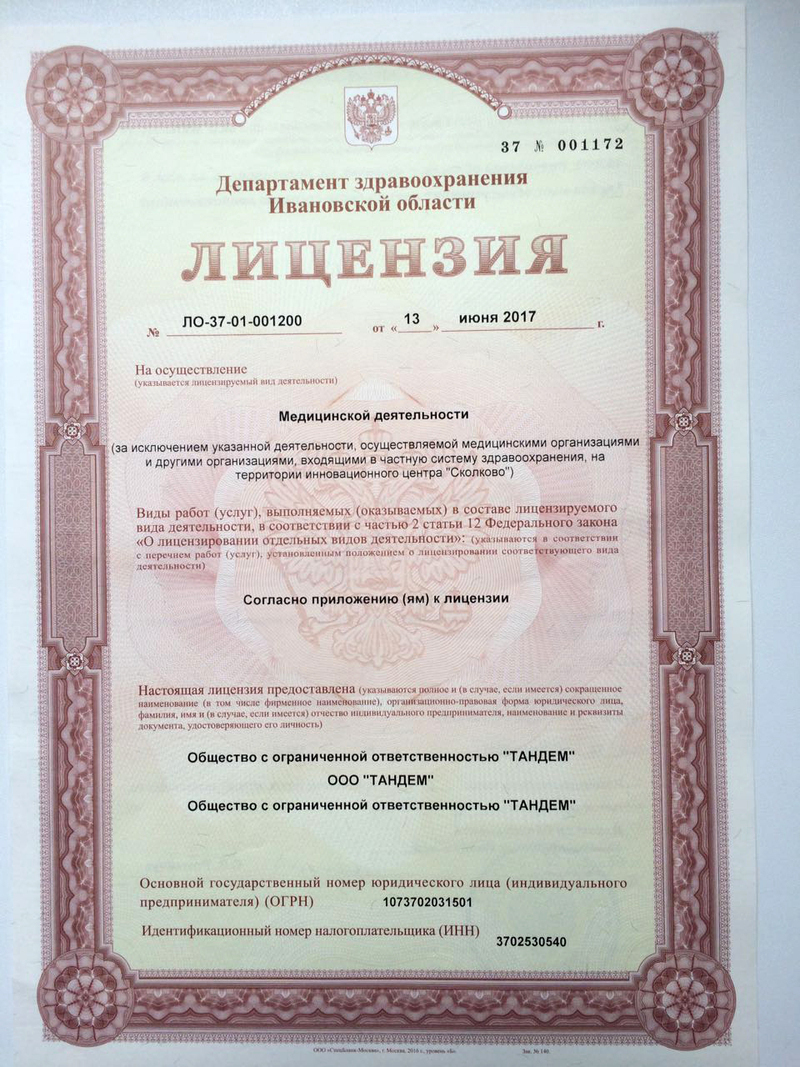 37 № 001172
Департамент здравоохранения
Ивановской области
ЛИЦЕНЗИЯ
№ ЛО-37-01-001200 от « 13 » июня 2017 г.
На осуществление
(указывается лицензируемый вид деятельности)
Медицинской деятельности
(за исключением указанной деятельности, осуществляемой медицинскими организациями
и другими организациями, входящими в частную систему здравоохранения, на
территории инновационного центра "Сколково")
Виды работ (услуг), выполняемых (оказываемых) в составе лицензируемого
вида деятельности, в соответствии с частью 2 статьи 12 Федерального закона
«О лицензировании отдельных видов деятельности»: (указываются в соответствии
с перечнем работ (услуг), установленным положением о лицензировании соответствующего вида
деятельности)
Согласно приложению (ям) к лицензии
Настоящая лицензия предоставлена (указываются полное и (в случае, если имеется) сокращенное
наименование (в том числе фирменное наименование), организационно-правовая форма юридического лица,
фамилия, имя и (в случае, если имеется) отчество индивидуального предпринимателя, наименование и реквизиты
документа, удостоверяющего его личность)
Общество с ограниченной ответственностью "ТАНДЕМ"
ООО "ТАНДЕМ"
Общество с ограниченной ответственностью "ТАНДЕМ"
Основной государственный номер юридического лица (индивидуального
предпринимателя) (ОГРН) 1073702031501
Идентификационный номер налогоплательщика (ИНН) 3702530540
г. Москва, 2016 г., уровень «Б».
Зак. № 146